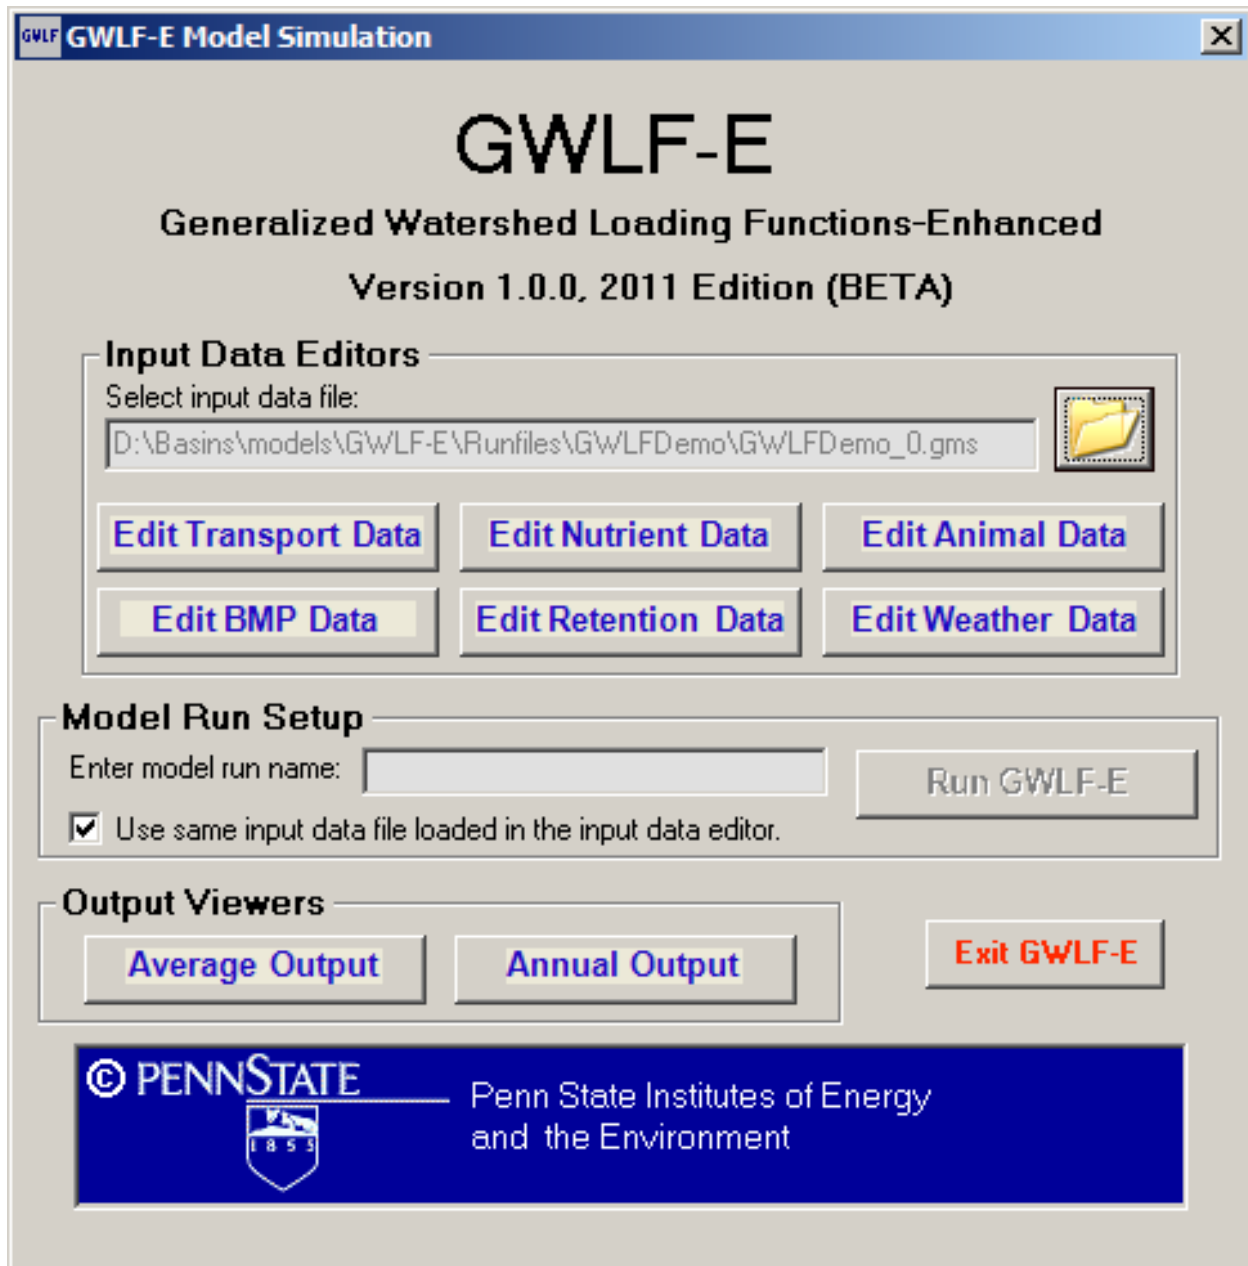 GWLF GWLF-E Model Simulation
GWLF-E
Generalized Watershed Loading Functions-Enhanced
Version 1.0.0, 2011 Edition (BETA)
Input Data Editors
Select input data file:
D:\Basins\models\GWLF-E\Runfiles\GWLFDemo\GWLFDemo_0.gms
Edit Transport Data Edit Nutrient Data Edit Animal Data
Edit BMP Data Edit Retention Data Edit Weather Data
Model Run Setup
Enter model run name: Run GWLF-E
Use same input data file loaded in the input data editor.
Output Viewers
Average Output Annual Output Exit GWLF-E
© PENNSTATE
1855
Penn State Institutes of Energy
and the Environment